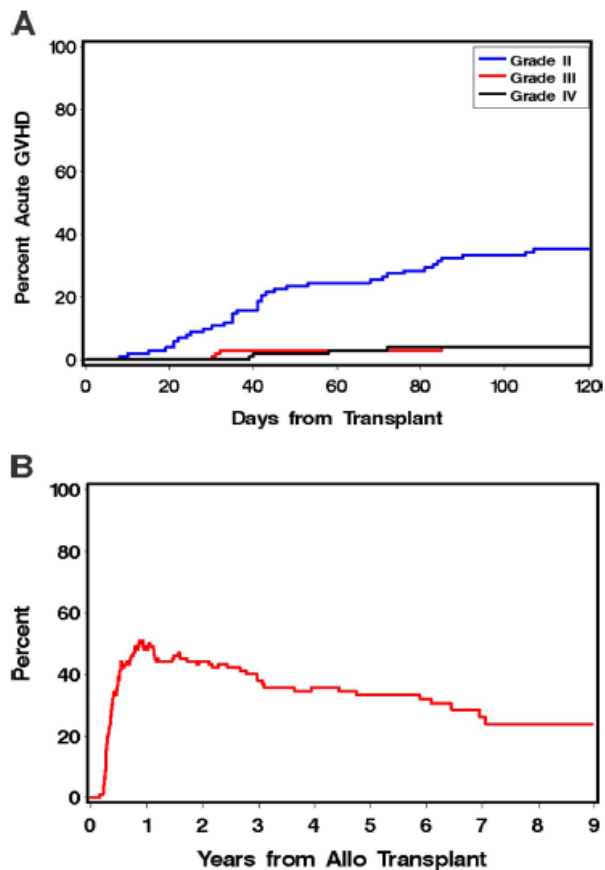 A
100
80
60
40
20
0
Percent Acute GVHD
Grade II
Grade III
Grade IV
0 20 40 60 80 100 120
Days from Transplant
B
100
80
60
40
20
0
Percent
0 1 2 3 4 5 6 7 8 9
Years from Allo Transplant